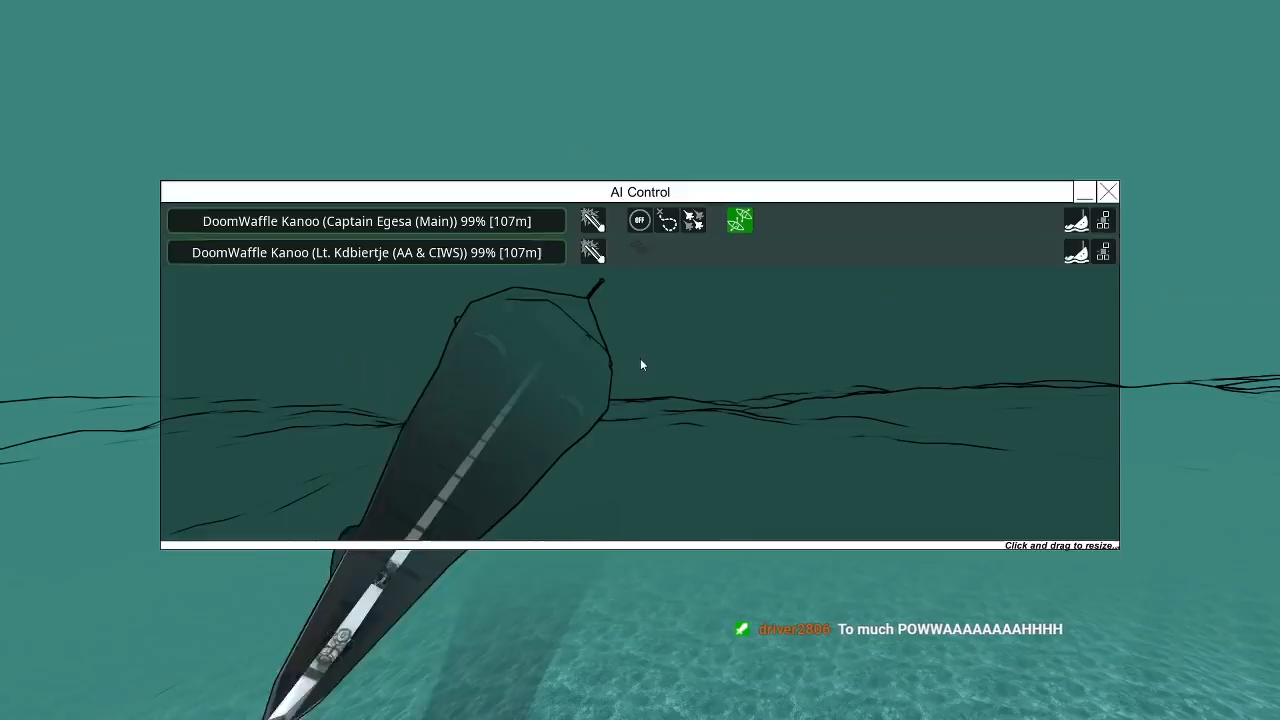 AI Control
DoomWaffle Kanoo (Captain Egesa (Main)) 99% [107m]
OFF
DoomWaffle Kanoo (Lt. Kdbiertje (AA & CIWS)) 99% [107m]
Click and drag to resize...
driver2806 To much POWWAAAAAAAAHHHH